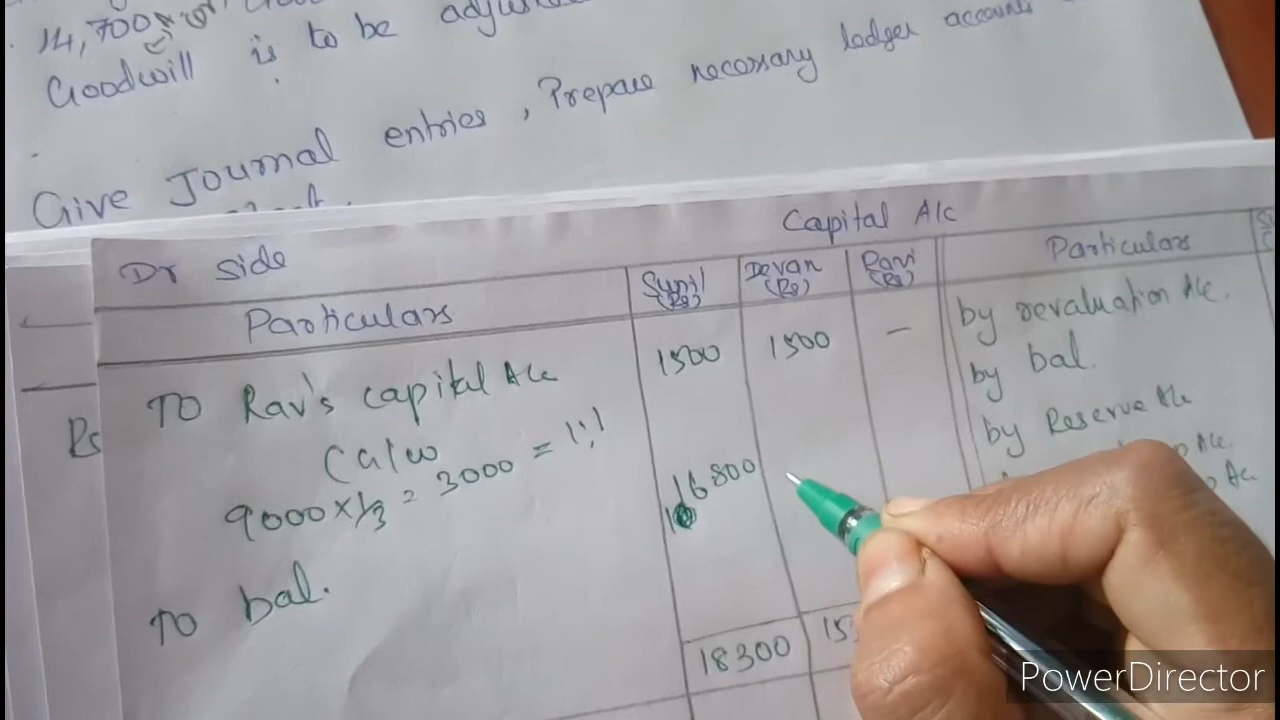 14,700
Goodwill is to be
Give Journal entries, Prepare necessary ledger accounts
Capital A/c
Dr side
Particulars
Sunil (Rs)
Devan (Rs)
Ravi (Rs)
Particulars
To Rav's capital A/c
1500
1500
—
by revaluation A/c.
by bal.
by Reserve A/c
Calw
9000×1/3 = 3000 = 1:1
16800
To bal.
18300
Rs
PowerDirector